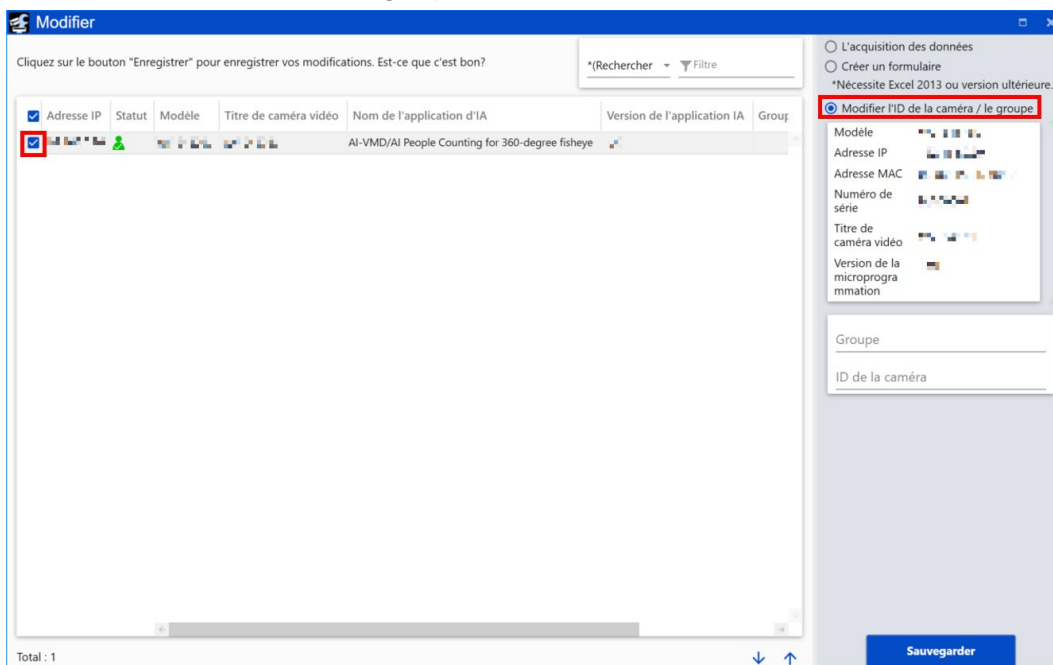 Modifier
Cliquez sur le bouton "Enregistrer" pour enregistrer vos modifications. Est-ce que c'est bon?
*(Rechercher
Filtre
Adresse IP Statut Modèle Titre de caméra vidéo Nom de l'application d'IA Version de l'application IA Group
AI-VMD/AI People Counting for 360-degree fisheye
Total : 1
L'acquisition des données
Créer un formulaire
*Nécessite Excel 2013 ou version ultérieure.
Modifier l'ID de la caméra / le groupe
Modèle
Adresse IP
Adresse MAC
Numéro de
série
Titre de
caméra vidéo
Version de la
microprogra
mmation
Groupe
ID de la caméra
Sauvegarder